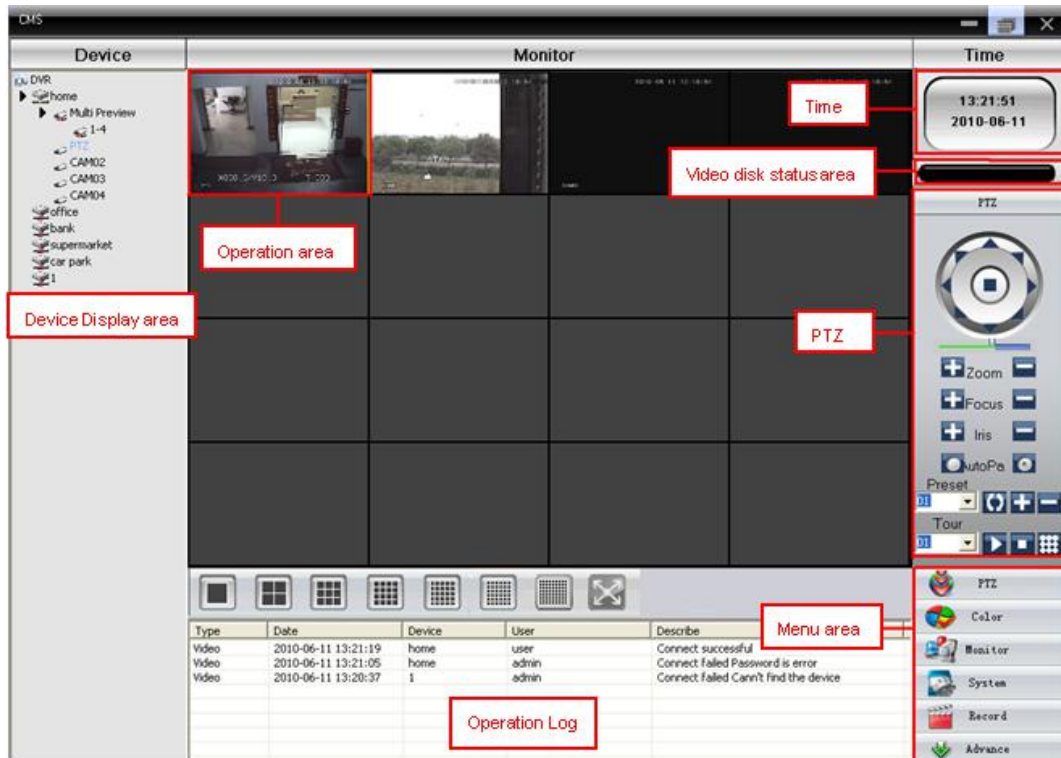 CMS
Device
Monitor
Time
DVR
home
Multi Preview
1-4
PTZ
CAM02
CAM03
CAM04
office
bank
supermarket
car park
1
Device Display area
Operation area
Time
13:21:51
2010-06-11
Video disk status area
PTZ
PTZ
Zoom
Focus
Iris
AutoPa
Preset
01
Tour
01
Menu area
PTZ
Color
Monitor
System
Record
Advance
Type Date Device User Describe
Video 2010-06-11 13:21:19 home user Connect successful
Video 2010-06-11 13:21:05 home admin Connect failed Password is error
Video 2010-06-11 13:20:37 1 admin Connect failed Cann't find the device
Operation Log